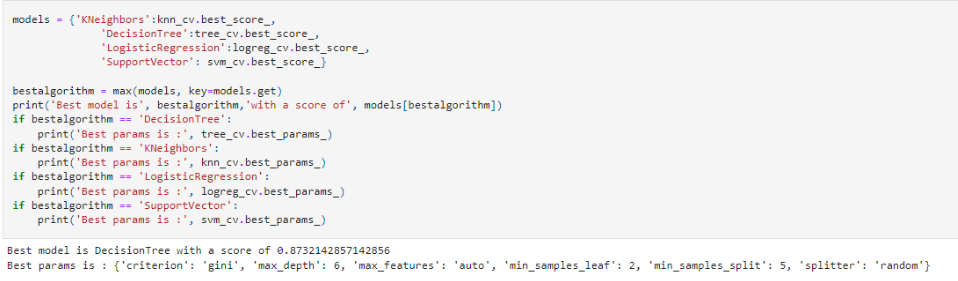 models = {'KNeighbors':knn_cv.best_score_,
              'DecisionTree':tree_cv.best_score_,
              'LogisticRegression':logreg_cv.best_score_,
              'SupportVector': svm_cv.best_score_}

bestalgorithm = max(models, key=models.get)
print('Best model is', bestalgorithm,'with a score of', models[bestalgorithm])
if bestalgorithm == 'DecisionTree':
    print('Best params is :', tree_cv.best_params_)
if bestalgorithm == 'KNeighbors':
    print('Best params is :', knn_cv.best_params_)
if bestalgorithm == 'LogisticRegression':
    print('Best params is :', logreg_cv.best_params_)
if bestalgorithm == 'SupportVector':
    print('Best params is :', svm_cv.best_params_)
Best model is DecisionTree with a score of 0.8732142857142856
Best params is : {'criterion': 'gini', 'max_depth': 6, 'max_features': 'auto', 'min_samples_leaf': 2, 'min_samples_split': 5, 'splitter': 'random'}